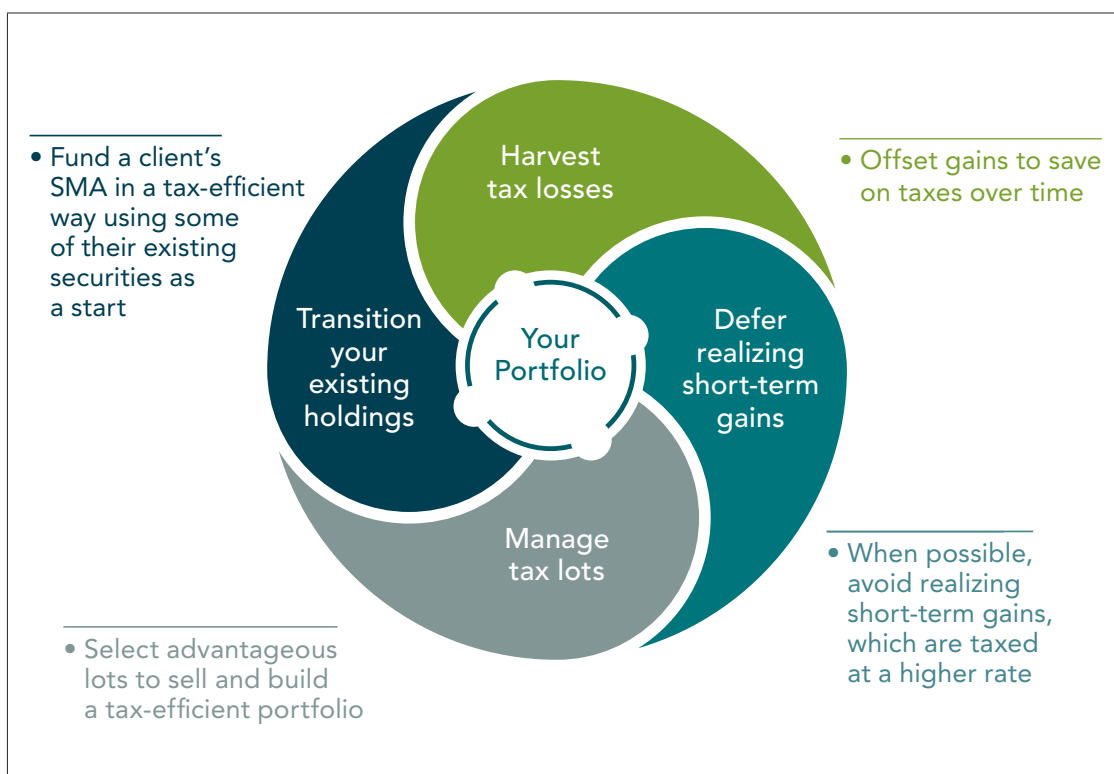 Harvest
tax losses
• Offset gains to save
on taxes over time
• Fund a client’s
SMA in a tax-efficient
way using some
of their existing
securities as
a start
Transition
your
existing
holdings
Your
Portfolio
Defer
realizing
short-term
gains
Manage
tax lots
• When possible,
avoid realizing
short-term gains,
which are taxed
at a higher rate
• Select advantageous
lots to sell and build
a tax-efficient portfolio